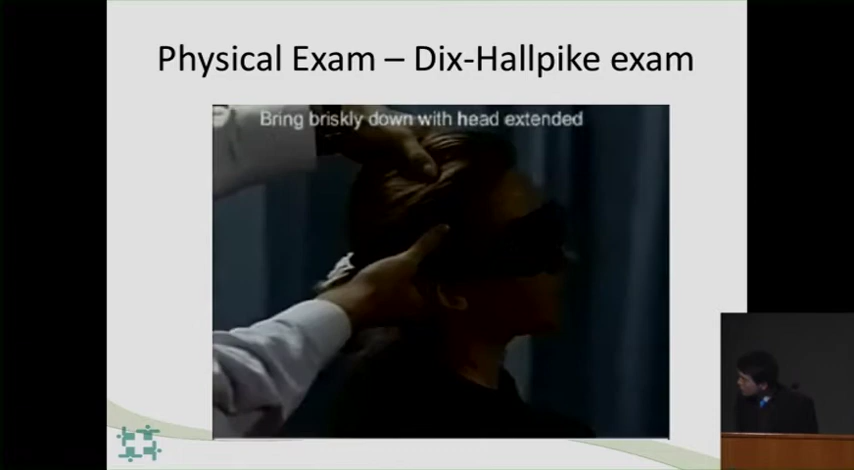 Physical Exam – Dix-Hallpike exam
Bring briskly down with head extended